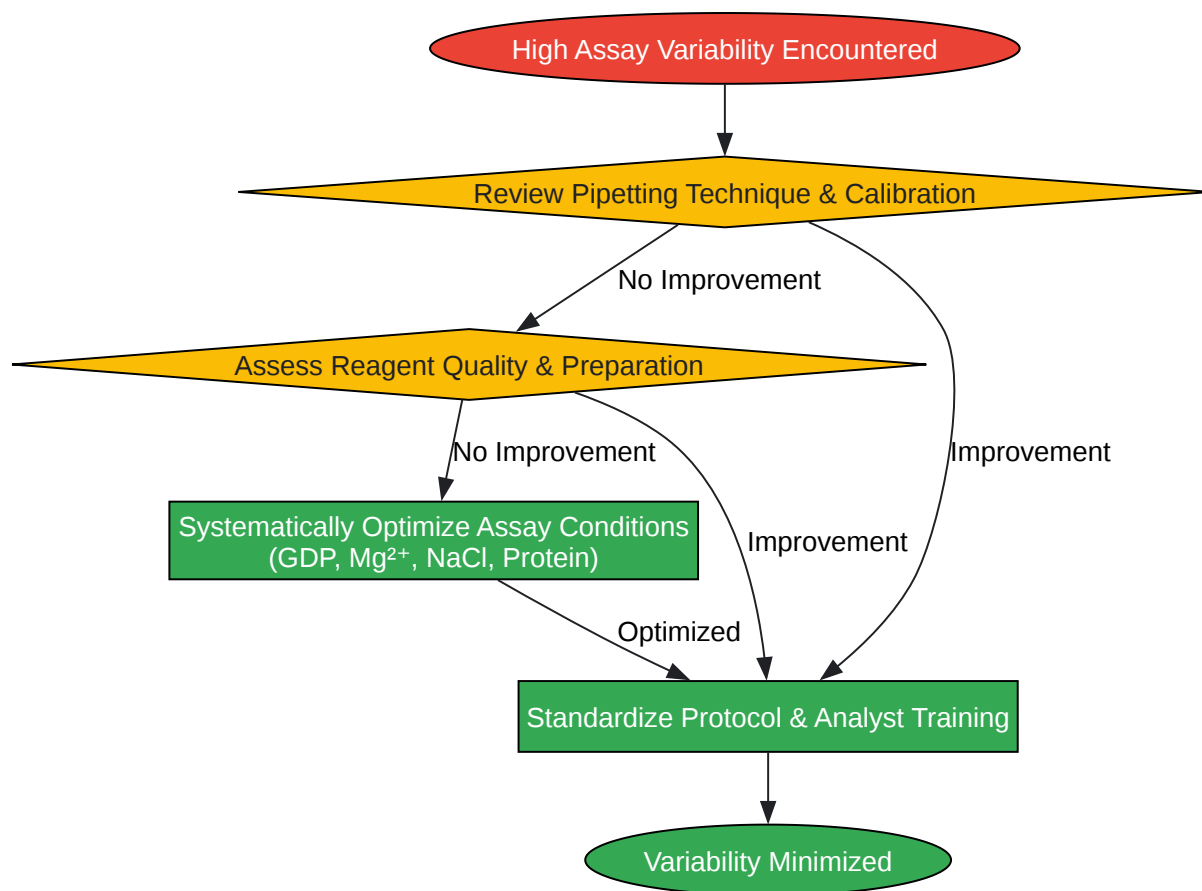 High Assay Variability Encountered
Review Pipetting Technique & Calibration
No Improvement
Assess Reagent Quality & Preparation
No Improvement
Improvement
Systematically Optimize Assay Conditions
(GDP, Mg²⁺, NaCl, Protein)
Improvement
Optimized
Standardize Protocol & Analyst Training
Variability Minimized